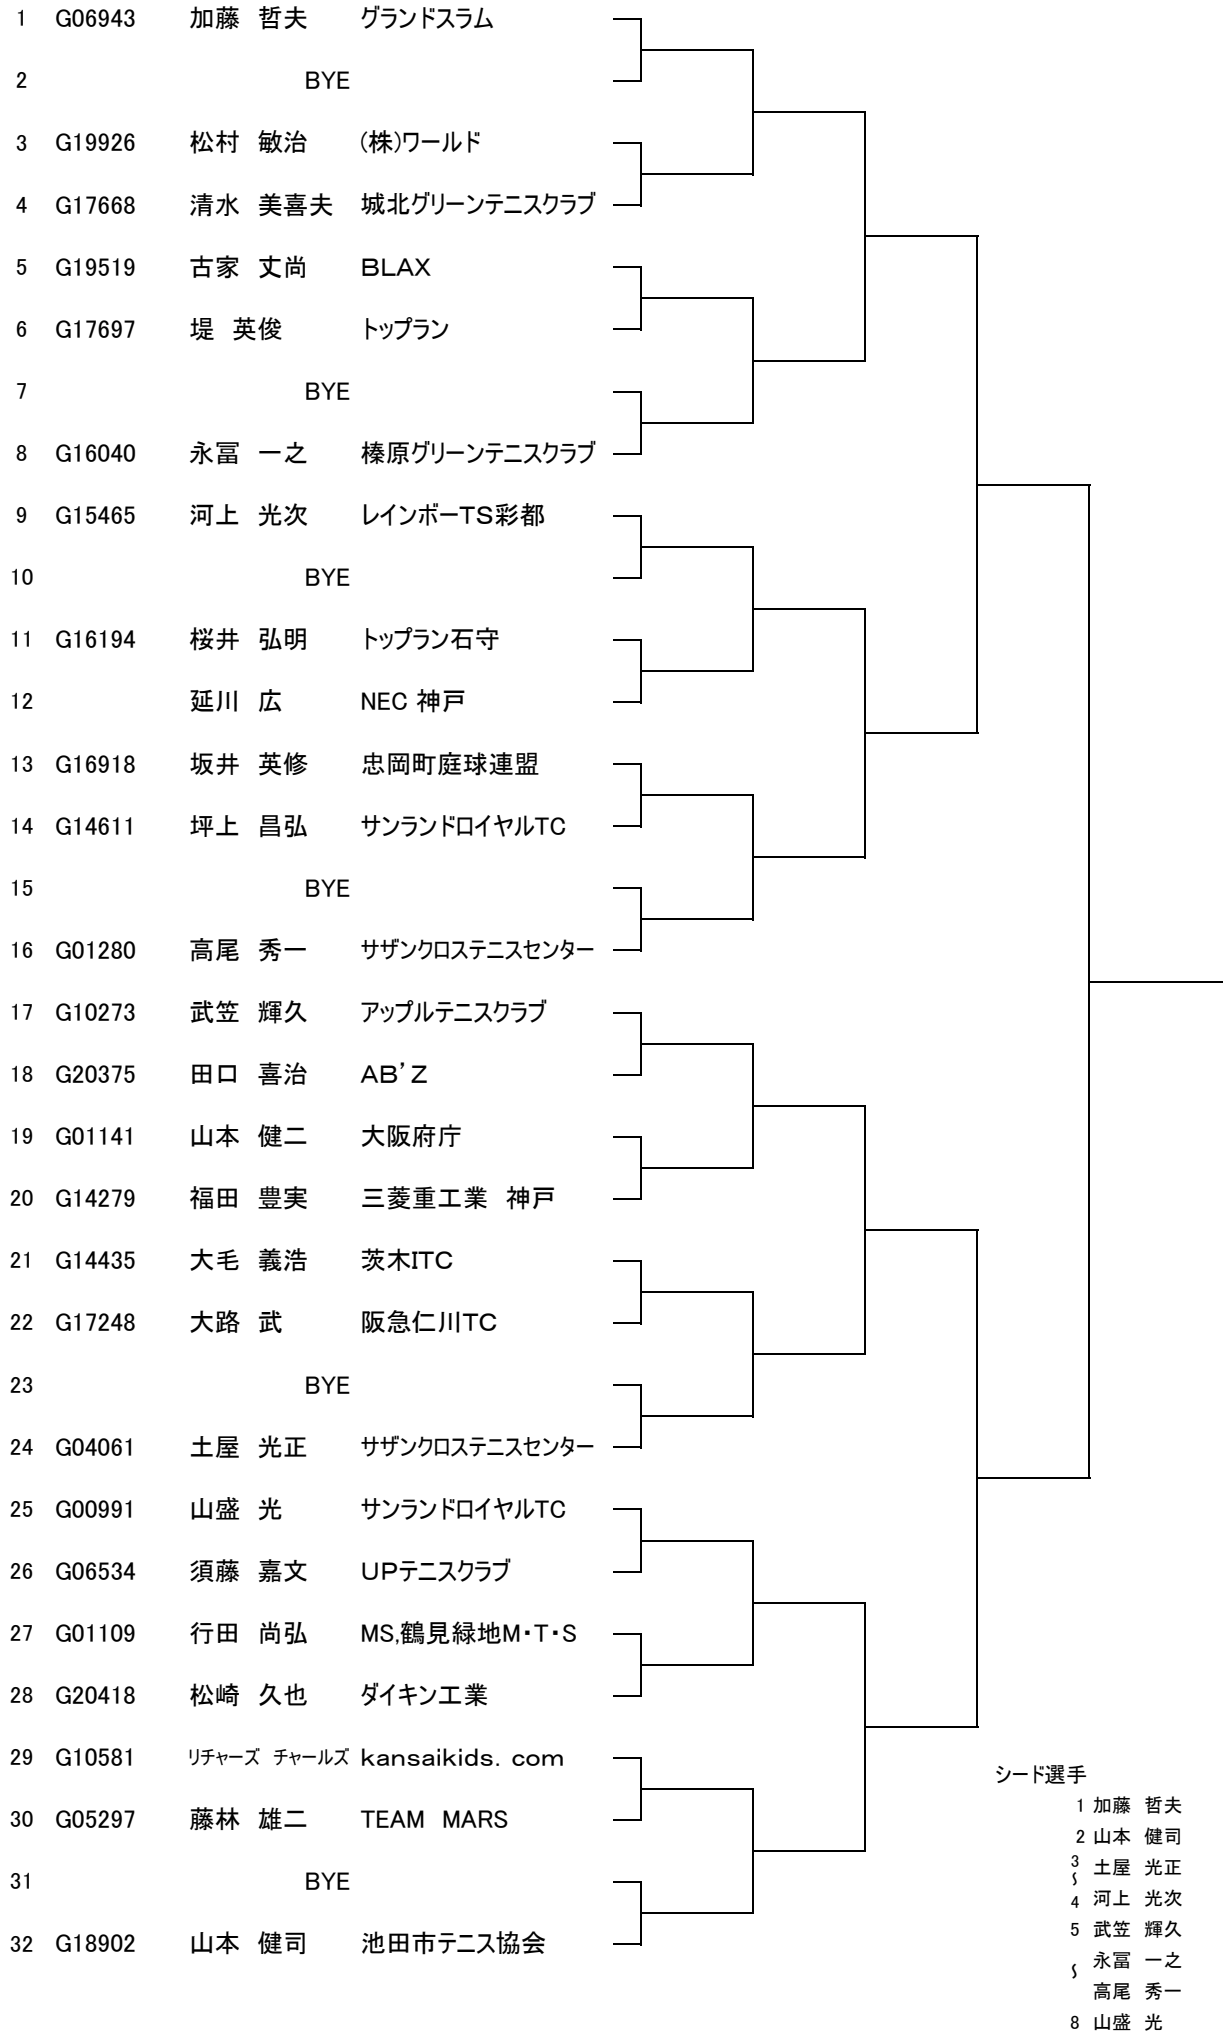 1 G06943 加藤 哲夫 グランドスラム
2 BYE
3 G19926 松村 敏治 (株)ワールド
4 G17668 清水 美喜夫 城北グリーンテニスクラブ
5 G19519 古家 丈尚 BLAX
6 G17697 堤 英俊 トップラン
7 BYE
8 G16040 永冨 一之 榛原グリーンテニスクラブ
9 G15465 河上 光次 レインボーTS彩都
10 BYE
11 G16194 桜井 弘明 トップラン石守
12 延川 広 NEC 神戸
13 G16918 坂井 英修 忠岡町庭球連盟
14 G14611 坪上 昌弘 サンランドロイヤルTC
15 BYE
16 G01280 高尾 秀一 サザンクロステニスセンター
17 G10273 武笠 輝久 アップルテニスクラブ
18 G20375 田口 喜治 AB’Z
19 G01141 山本 健二 大阪府庁
20 G14279 福田 豊実 三菱重工業 神戸
21 G14435 大毛 義浩 茨木ITC
22 G17248 大路 武 阪急仁川TC
23 BYE
24 G04061 土屋 光正 サザンクロステニスセンター
25 G00991 山盛 光 サンランドロイヤルTC
26 G06534 須藤 嘉文 UPテニスクラブ
27 G01109 行田 尚弘 MS,鶴見緑地M・T・S
28 G20418 松崎 久也 ダイキン工業
29 G10581 リチャーズ チャールズ kansaikids. com
30 G05297 藤林 雄二 TEAM MARS
31 BYE
32 G18902 山本 健司 池田市テニス協会
シード選手
1 加藤 哲夫
2 山本 健司
3 〜 土屋 光正
4 河上 光次
5 武笠 輝久
〜 永冨 一之
高尾 秀一
8 山盛 光